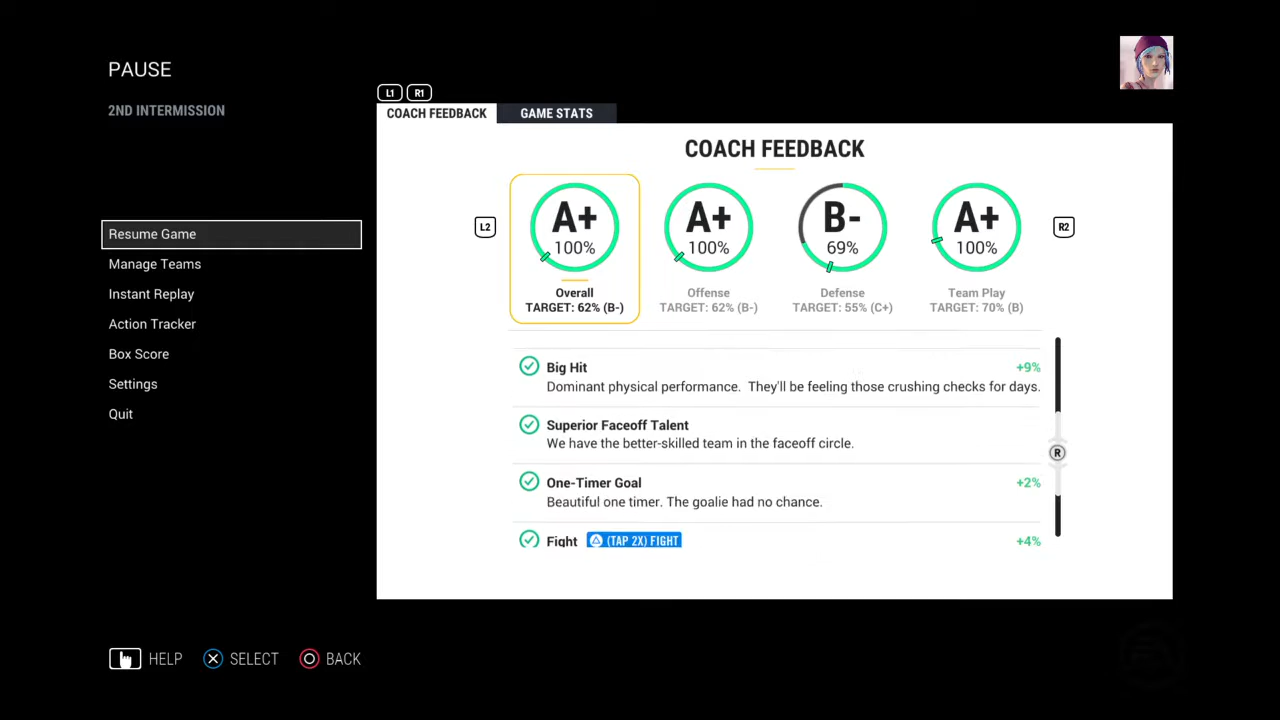 PAUSE
2ND INTERMISSION
L1 R1
COACH FEEDBACK GAME STATS
COACH FEEDBACK
L2 A+ A+ B- A+ R2
100% 100% 69% 100%
Overall Offense Defense Team Play
TARGET: 62% (B-) TARGET: 62% (B-) TARGET: 55% (C+) TARGET: 70% (B)
Resume Game
Manage Teams
Instant Replay
Action Tracker
Box Score
Settings
Quit
Big Hit +9%
Dominant physical performance. They'll be feeling those crushing checks for days.
Superior Faceoff Talent
We have the better-skilled team in the faceoff circle.
R
One-Timer Goal +2%
Beautiful one timer. The goalie had no chance.
Fight (TAP 2X) FIGHT +4%
HELP SELECT BACK